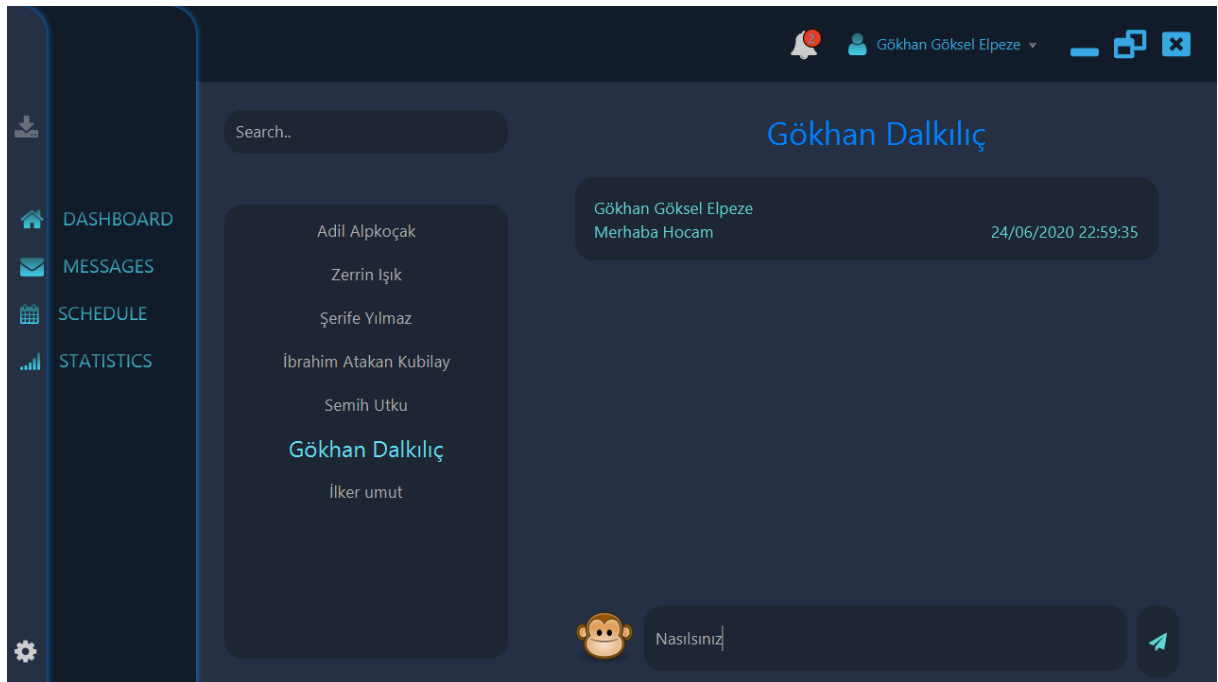 2
Gökhan Göksel Elpeze
DASHBOARD
MESSAGES
SCHEDULE
STATISTICS
Search..
Adil Alpkoçak
Zerrin Işık
Şerife Yılmaz
İbrahim Atakan Kubilay
Semih Utku
Gökhan Dalkılıç
İlker umut
Gökhan Dalkılıç
Gökhan Göksel Elpeze
Merhaba Hocam 24/06/2020 22:59:35
Nasılsınız